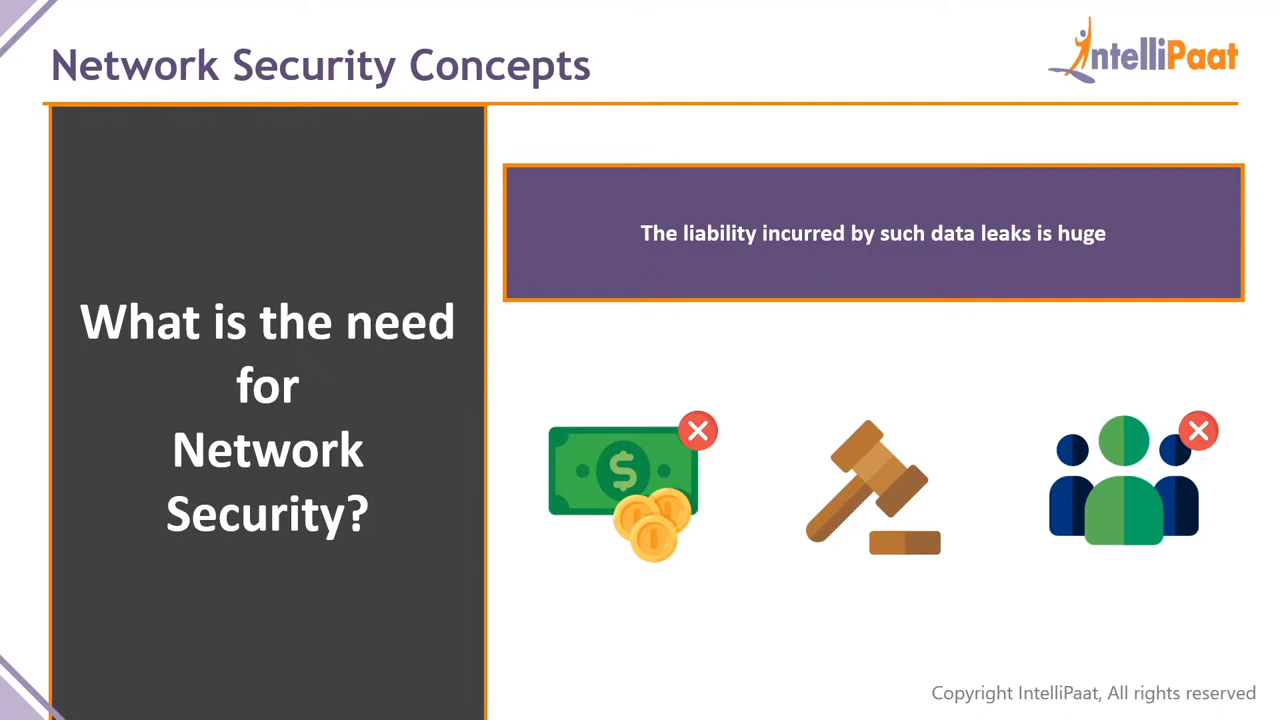 Network Security Concepts
IntelliPaat
What is the need
for
Network
Security?
The liability incurred by such data leaks is huge
$
Copyright IntelliPaat, All rights reserved